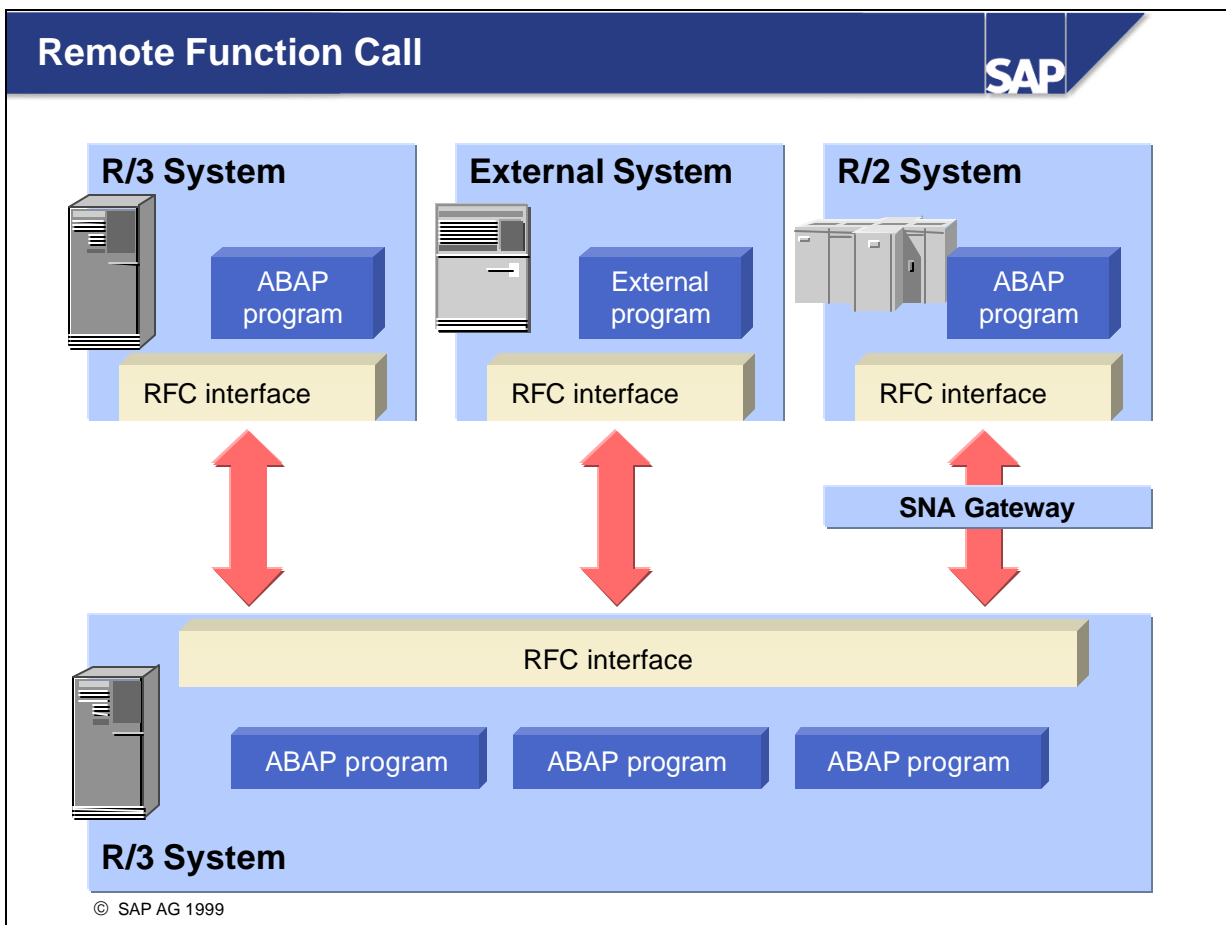 Remote Function Call
SAP
R/3 System
ABAP
program
RFC interface
External System
External
program
RFC interface
R/2 System
ABAP
program
RFC interface
SNA Gateway
RFC interface
ABAP program
ABAP program
ABAP program
R/3 System
© SAP AG 1999